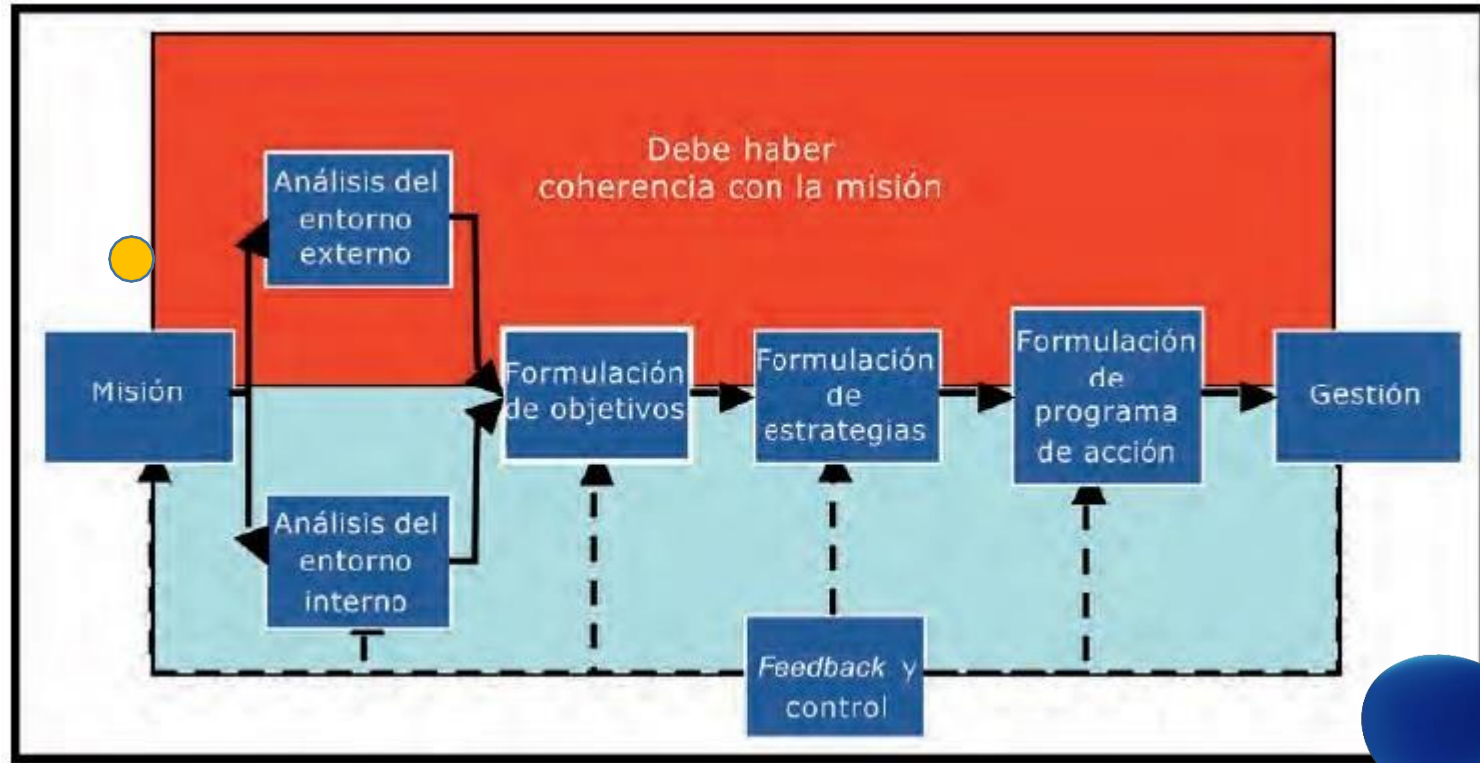 Debe haber
coherencia con la misión
Análisis del
entorno
externo
Misión
Formulación
de objetivos
Formulación
de
estrategias
Formulación
de
programa
de acción
Gestión
Análisis del
entorno
interno
Feedback y
control